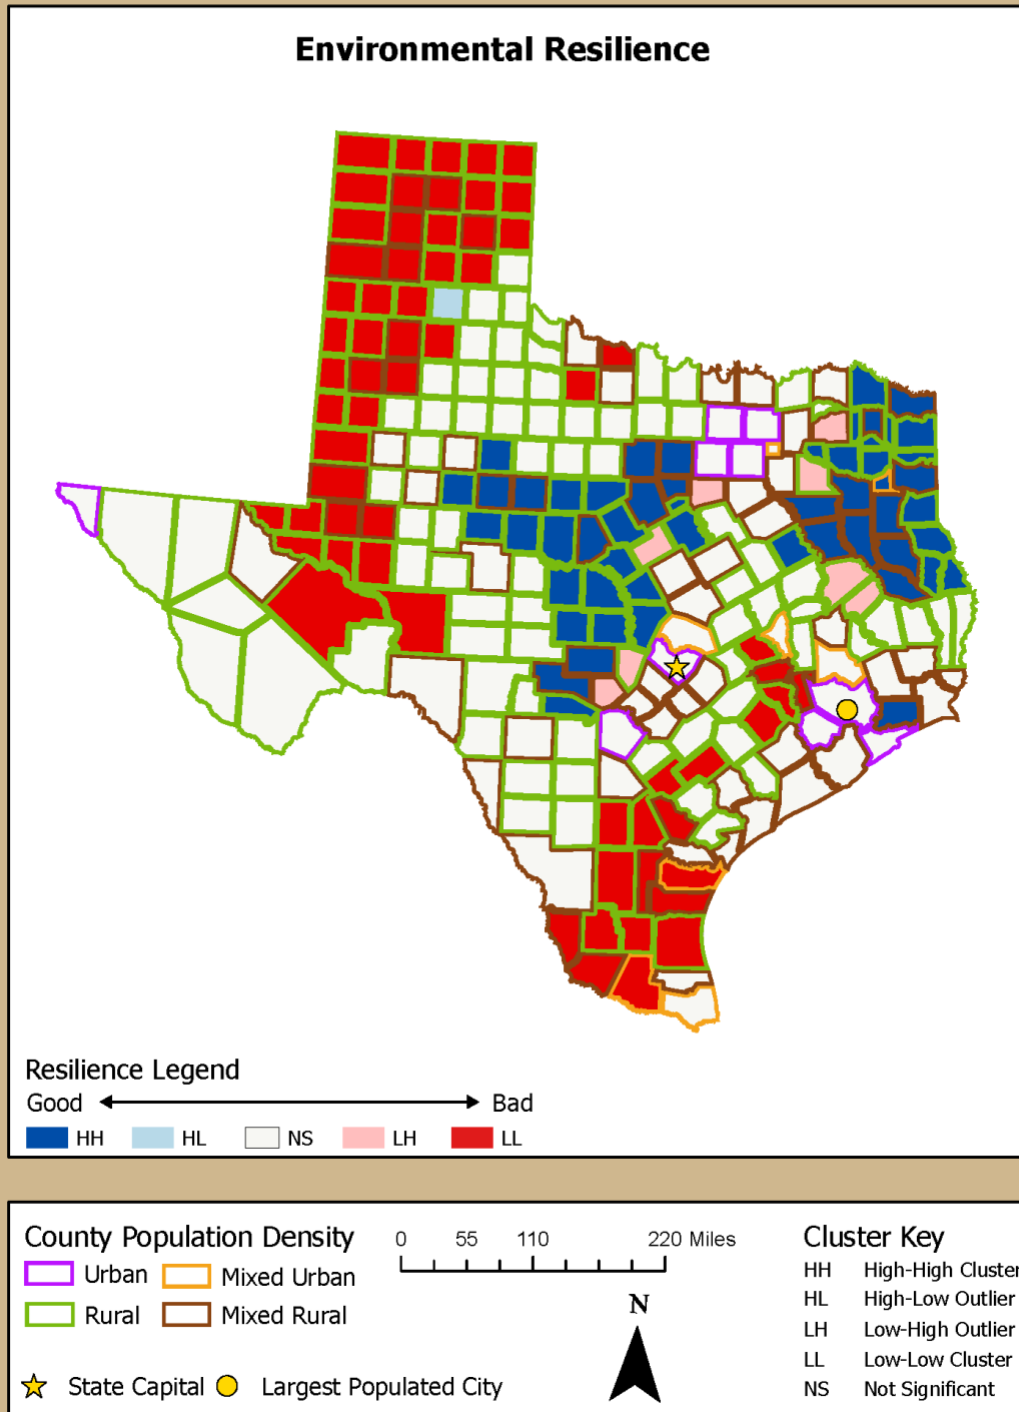 Environmental Resilience
Resilience Legend
Good Bad
HH HL NS LH LL
County Population Density
Urban Mixed Urban
Rural Mixed Rural
State Capital Largest Populated City
0 55 110 220 Miles
N
Cluster Key
HH High-High Cluster
HL High-Low Outlier
LH Low-High Outlier
LL Low-Low Cluster
NS Not Significant